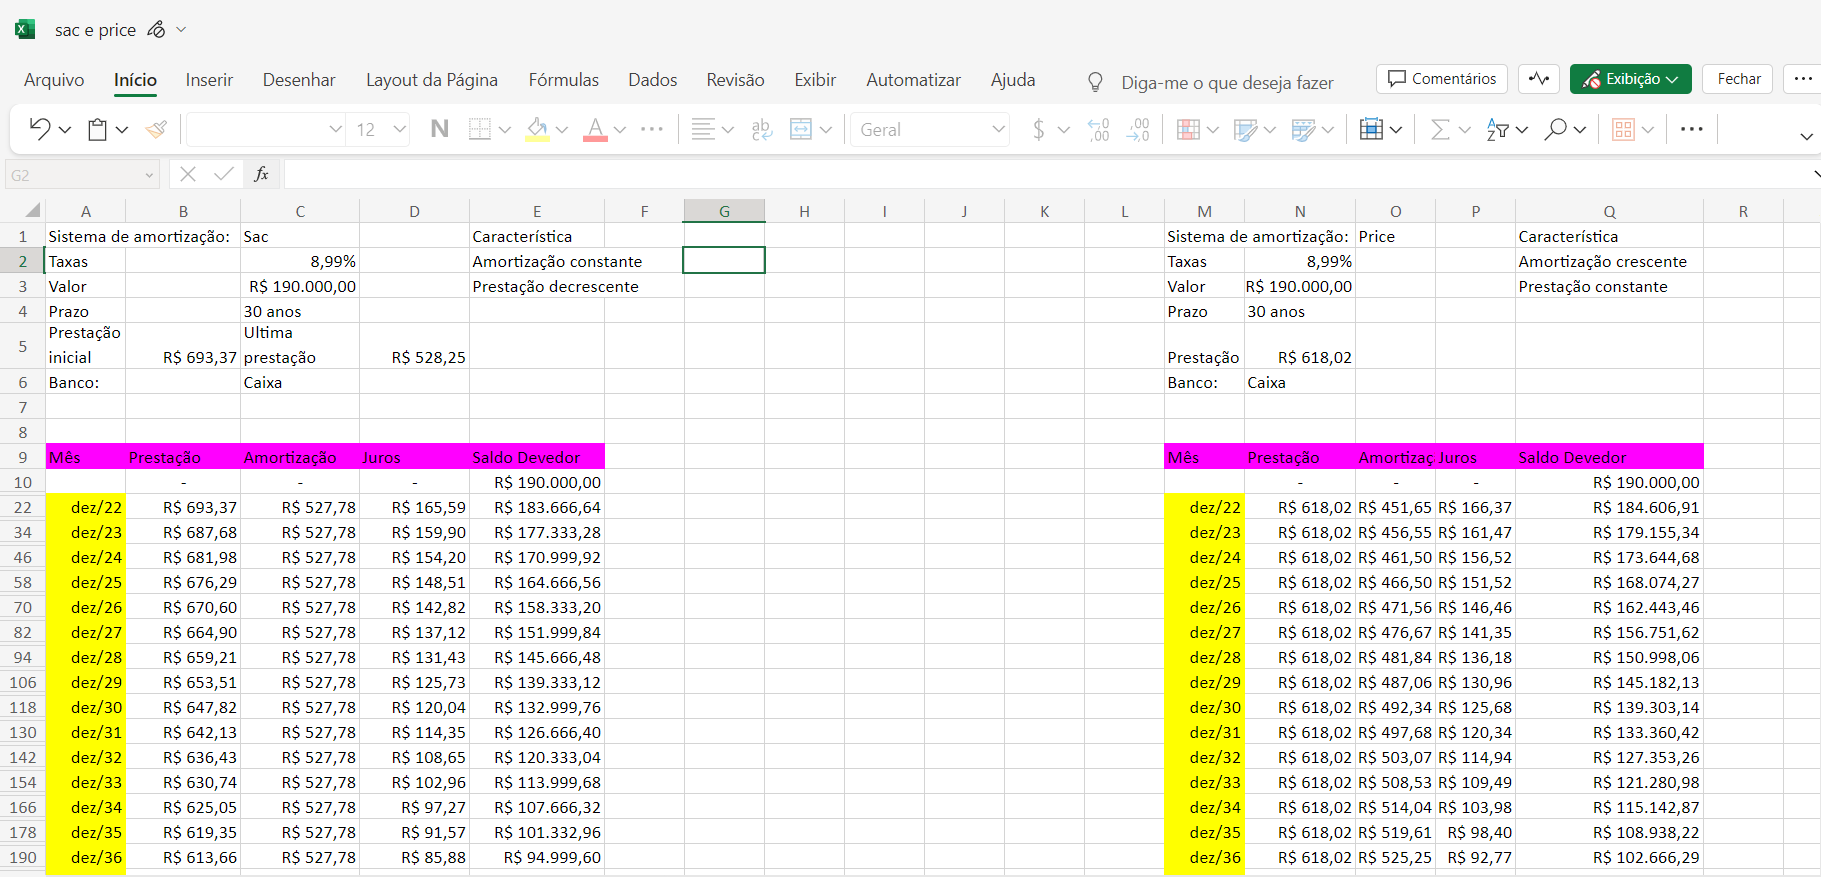 sac e price
Arquivo Início Inserir Desenhar Layout da Página Fórmulas Dados Revisão Exibir Automatizar Ajuda Diga-me o que deseja fazer Comentários Exibição Fechar
12 N A ab Geral $
G2 fx
A B C D E F G H I J K L M N O P Q R
1 Sistema de amortização: Sac Característica Sistema de amortização: Price Característica
2 Taxas 8,99% Amortização constante Taxas 8,99% Amortização crescente
3 Valor R$ 190.000,00 Prestação decrescente Valor R$ 190.000,00 Prestação constante
4 Prazo 30 anos Prazo 30 anos
Prestação Ultima
5 inicial R$ 693,37 prestação R$ 528,25 Prestação R$ 618,02
6 Banco: Caixa Banco: Caixa
7
8
9 Mês Prestação Amortização Juros Saldo Devedor Mês Prestação Amortizaç Juros Saldo Devedor
10 - - - R$ 190.000,00 - - - R$ 190.000,00
22 dez/22 R$ 693,37 R$ 527,78 R$ 165,59 R$ 183.666,64 dez/22 R$ 618,02 R$ 451,65 R$ 166,37 R$ 184.606,91
34 dez/23 R$ 687,68 R$ 527,78 R$ 159,90 R$ 177.333,28 dez/23 R$ 618,02 R$ 456,55 R$ 161,47 R$ 179.155,34
46 dez/24 R$ 681,98 R$ 527,78 R$ 154,20 R$ 170.999,92 dez/24 R$ 618,02 R$ 461,50 R$ 156,52 R$ 173.644,68
58 dez/25 R$ 676,29 R$ 527,78 R$ 148,51 R$ 164.666,56 dez/25 R$ 618,02 R$ 466,50 R$ 151,52 R$ 168.074,27
70 dez/26 R$ 670,60 R$ 527,78 R$ 142,82 R$ 158.333,20 dez/26 R$ 618,02 R$ 471,56 R$ 146,46 R$ 162.443,46
82 dez/27 R$ 664,90 R$ 527,78 R$ 137,12 R$ 151.999,84 dez/27 R$ 618,02 R$ 476,67 R$ 141,35 R$ 156.751,62
94 dez/28 R$ 659,21 R$ 527,78 R$ 131,43 R$ 145.666,48 dez/28 R$ 618,02 R$ 481,84 R$ 136,18 R$ 150.998,06
106 dez/29 R$ 653,51 R$ 527,78 R$ 125,73 R$ 139.333,12 dez/29 R$ 618,02 R$ 487,06 R$ 130,96 R$ 145.182,13
118 dez/30 R$ 647,82 R$ 527,78 R$ 120,04 R$ 132.999,76 dez/30 R$ 618,02 R$ 492,34 R$ 125,68 R$ 139.303,14
130 dez/31 R$ 642,13 R$ 527,78 R$ 114,35 R$ 126.666,40 dez/31 R$ 618,02 R$ 497,68 R$ 120,34 R$ 133.360,42
142 dez/32 R$ 636,43 R$ 527,78 R$ 108,65 R$ 120.333,04 dez/32 R$ 618,02 R$ 503,07 R$ 114,94 R$ 127.353,26
154 dez/33 R$ 630,74 R$ 527,78 R$ 102,96 R$ 113.999,68 dez/33 R$ 618,02 R$ 508,53 R$ 109,49 R$ 121.280,98
166 dez/34 R$ 625,05 R$ 527,78 R$ 97,27 R$ 107.666,32 dez/34 R$ 618,02 R$ 514,04 R$ 103,98 R$ 115.142,87
178 dez/35 R$ 619,35 R$ 527,78 R$ 91,57 R$ 101.332,96 dez/35 R$ 618,02 R$ 519,61 R$ 98,40 R$ 108.938,22
190 dez/36 R$ 613,66 R$ 527,78 R$ 85,88 R$ 94.999,60 dez/36 R$ 618,02 R$ 525,25 R$ 92,77 R$ 102.666,29